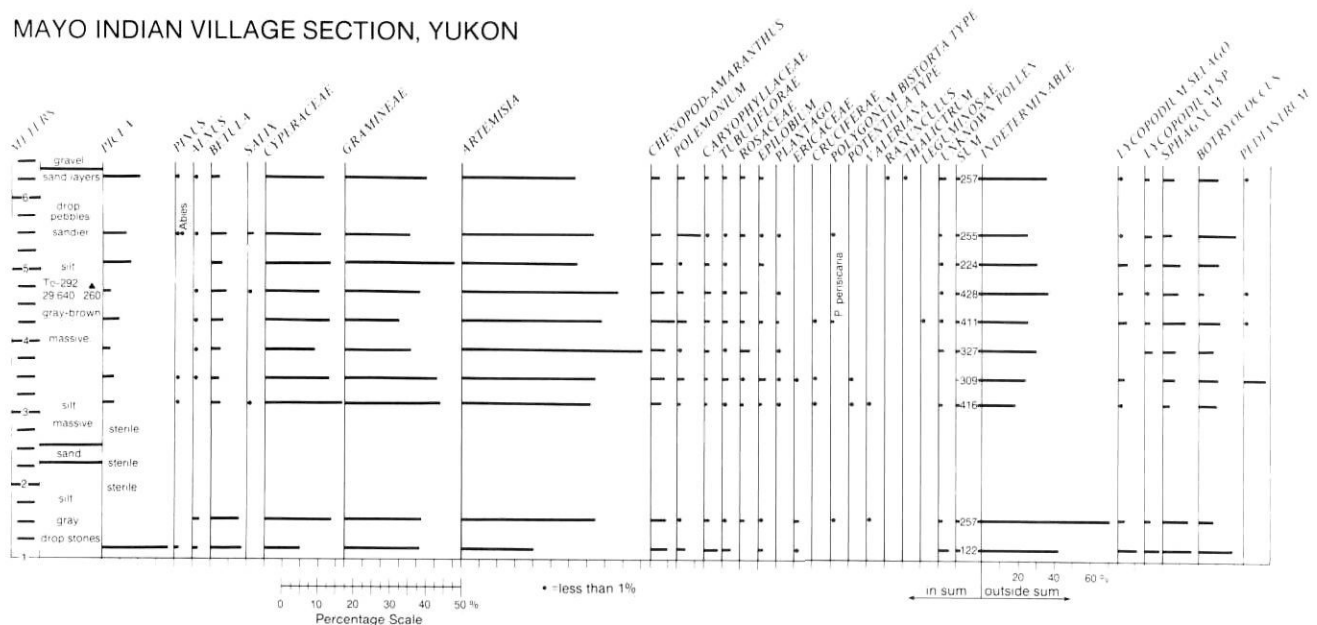 MAYO INDIAN VILLAGE SECTION, YUKON
METERS
PICEA
PINUS
ALNUS
BETULA
SALIX
CYPERACEAE
GRAMINEAE
ARTEMISIA
CHENOPOD-AMARANTHUS
POLEMONIUM
CARYOPHYLLACEAE
TUBULIFLORAE
ROSACEAE
EPILOBIUM
PLANTAGO
ERICACEAE
CRUCIFERAE
POLYGONUM BISTORTA TYPE
POTENTILLA TYPE
VALERIANA
RANUNCULUS
THALICTRUM
LEGUMINOSAE
UNKNOWN POLLEN
SUM
INDETERMINABLE
LYCOPODIUM SELAGO
LYCOPODIUM SP
SPHAGNUM
BOTRYOCOCCUS
PEDIASTRUM
gravel
sand layers
257
6
drop
pebbles
Abies
sandier
255
5
silt
224
29 640 260
428
P. persicaria
gray-brown
411
4
massive
327
309
3
silt
416
massive
sterile
sand
sterile
2
sterile
silt
gray
257
drop stones
122
1
0 10 20 30 40 50 %
Percentage Scale
• =less than 1%
20 40 60 %
in sum
outside sum